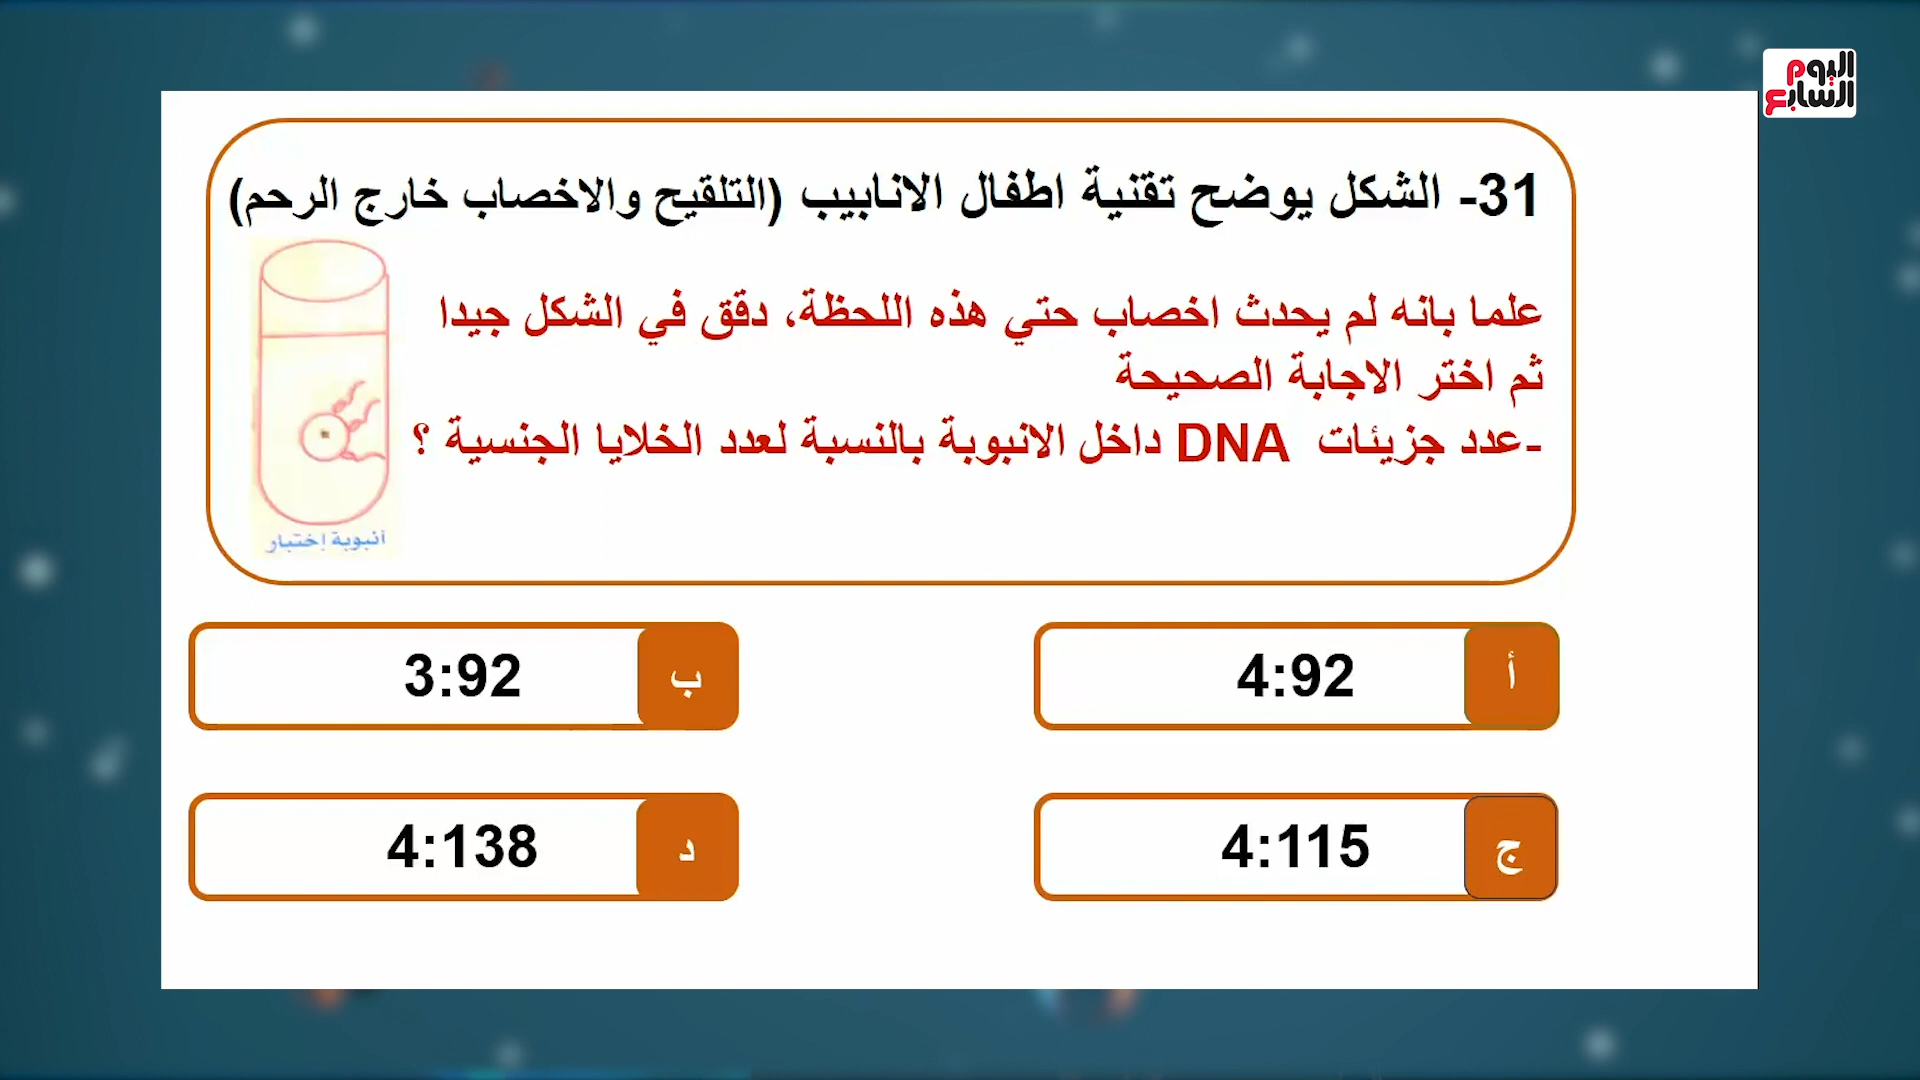 اليوم السابع
31- الشكل يوضح تقنية اطفال الانابيب (التلقيح والاخصاب خارج الرحم)
علما بانه لم يحدث اخصاب حتي هذه اللحظة، دقق في الشكل جيدا
ثم اختر الاجابة الصحيحة
-عدد جزيئات DNA داخل الانبوبة بالنسبة لعدد الخلايا الجنسية ؟
أنبوبة إختبار
أ 4:92
ب 3:92
ج 4:115
د 4:138